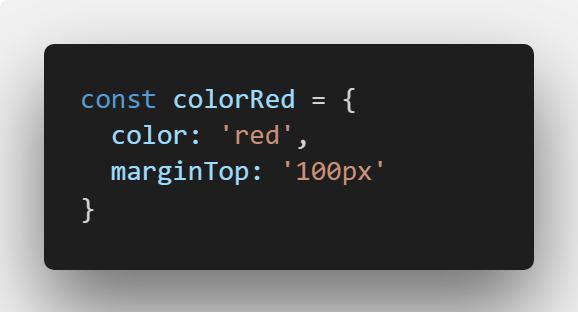 const colorRed = {
  color: 'red',
  marginTop: '100px'
}